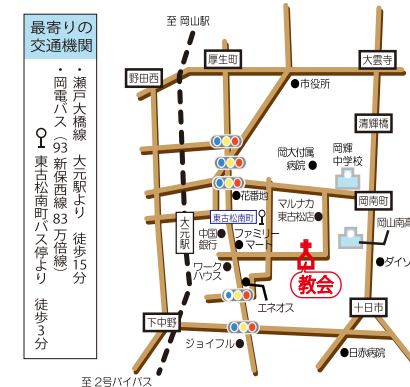 最寄りの
交通機関
・瀬戸大橋線 大元駅より 徒歩15分
・岡電バス（93新保西線 83万倍線）
東古松南町バス停より 徒歩3分
至 岡山駅
厚生町
大雲寺
野田西
市役所
清輝橋
岡大付属
病院
岡輝
中学校
花番地
マルナカ
東古松店
岡南町
東古松南町
大元駅
中国
銀行
ファミリー
マート
岡山南高
ワーク
ハウス
ダイソ
教会
エネオス
十日市
下中野
ジョイフル
日赤病院
至 2号バイパス